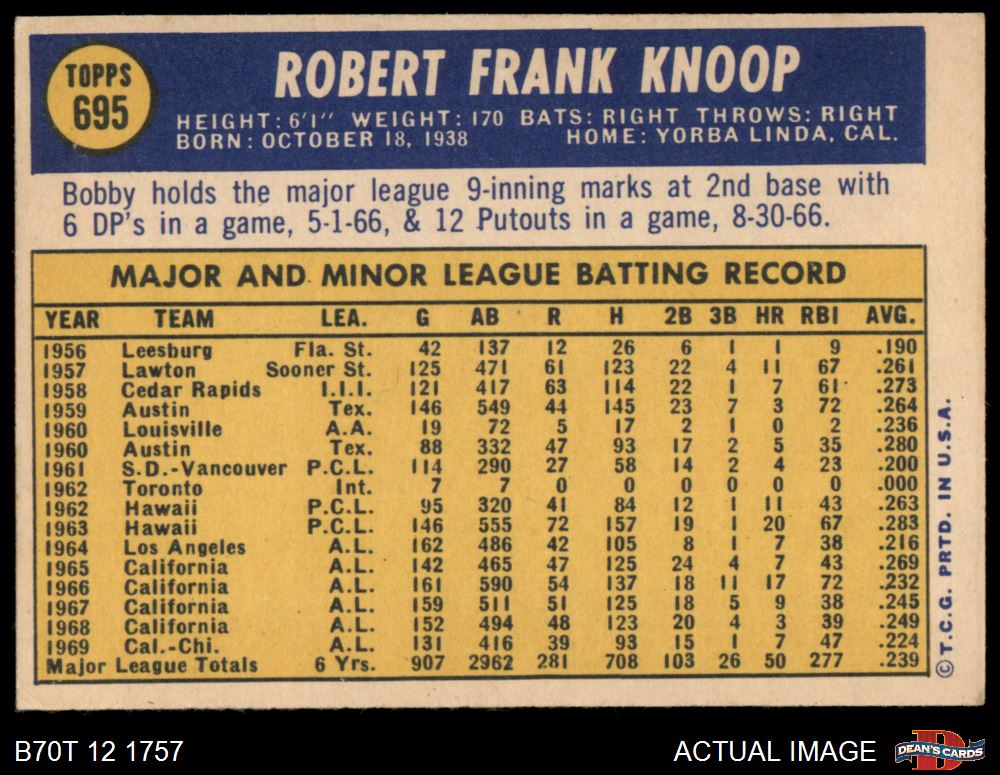 TOPPS
695
ROBERT FRANK KNOOP
HEIGHT: 6'1" WEIGHT: 170 BATS: RIGHT THROWS: RIGHT
BORN: OCTOBER 18, 1938 HOME: YORBA LINDA, CAL.
Bobby holds the major league 9-inning marks at 2nd base with
6 DP's in a game, 5-1-66, & 12 Putouts in a game, 8-30-66.
MAJOR AND MINOR LEAGUE BATTING RECORD
YEAR TEAM LEA. G AB R H 2B 3B HR RBI AVG.
1956 Leesburg Fla. St. 42 137 12 26 6 1 1 9 .190
1957 Lawton Sooner St. 125 471 61 123 22 4 11 67 .261
1958 Cedar Rapids I.I.I. 121 417 63 114 22 1 7 61 .273
1959 Austin Tex. 146 549 44 145 23 7 3 72 .264
1960 Louisville A.A. 19 72 5 17 2 1 0 2 .236
1960 Austin Tex. 88 332 47 93 17 2 5 35 .280
1961 S.D.-Vancouver P.C.L. 114 290 27 58 14 2 4 23 .200
1962 Toronto Int. 7 7 0 0 0 0 0 0 .000
1962 Hawaii P.C.L. 95 320 41 84 12 1 11 43 .263
1963 Hawaii P.C.L. 146 555 72 157 19 1 20 67 .283
1964 Los Angeles A.L. 162 486 42 105 8 1 7 38 .216
1965 California A.L. 142 465 47 125 24 4 7 43 .269
1966 California A.L. 161 590 54 137 18 11 17 72 .232
1967 California A.L. 159 511 51 125 18 5 9 38 .245
1968 California A.L. 152 494 48 123 20 4 3 39 .249
1969 Cal.-Chi. A.L. 131 416 39 93 15 1 7 47 .224
Major League Totals 6 Yrs. 907 2962 281 708 103 26 50 277 .239
© T.C.G. PRTD. IN U.S.A.
B70T 12 1757
ACTUAL IMAGE
DEAN'S CARDS